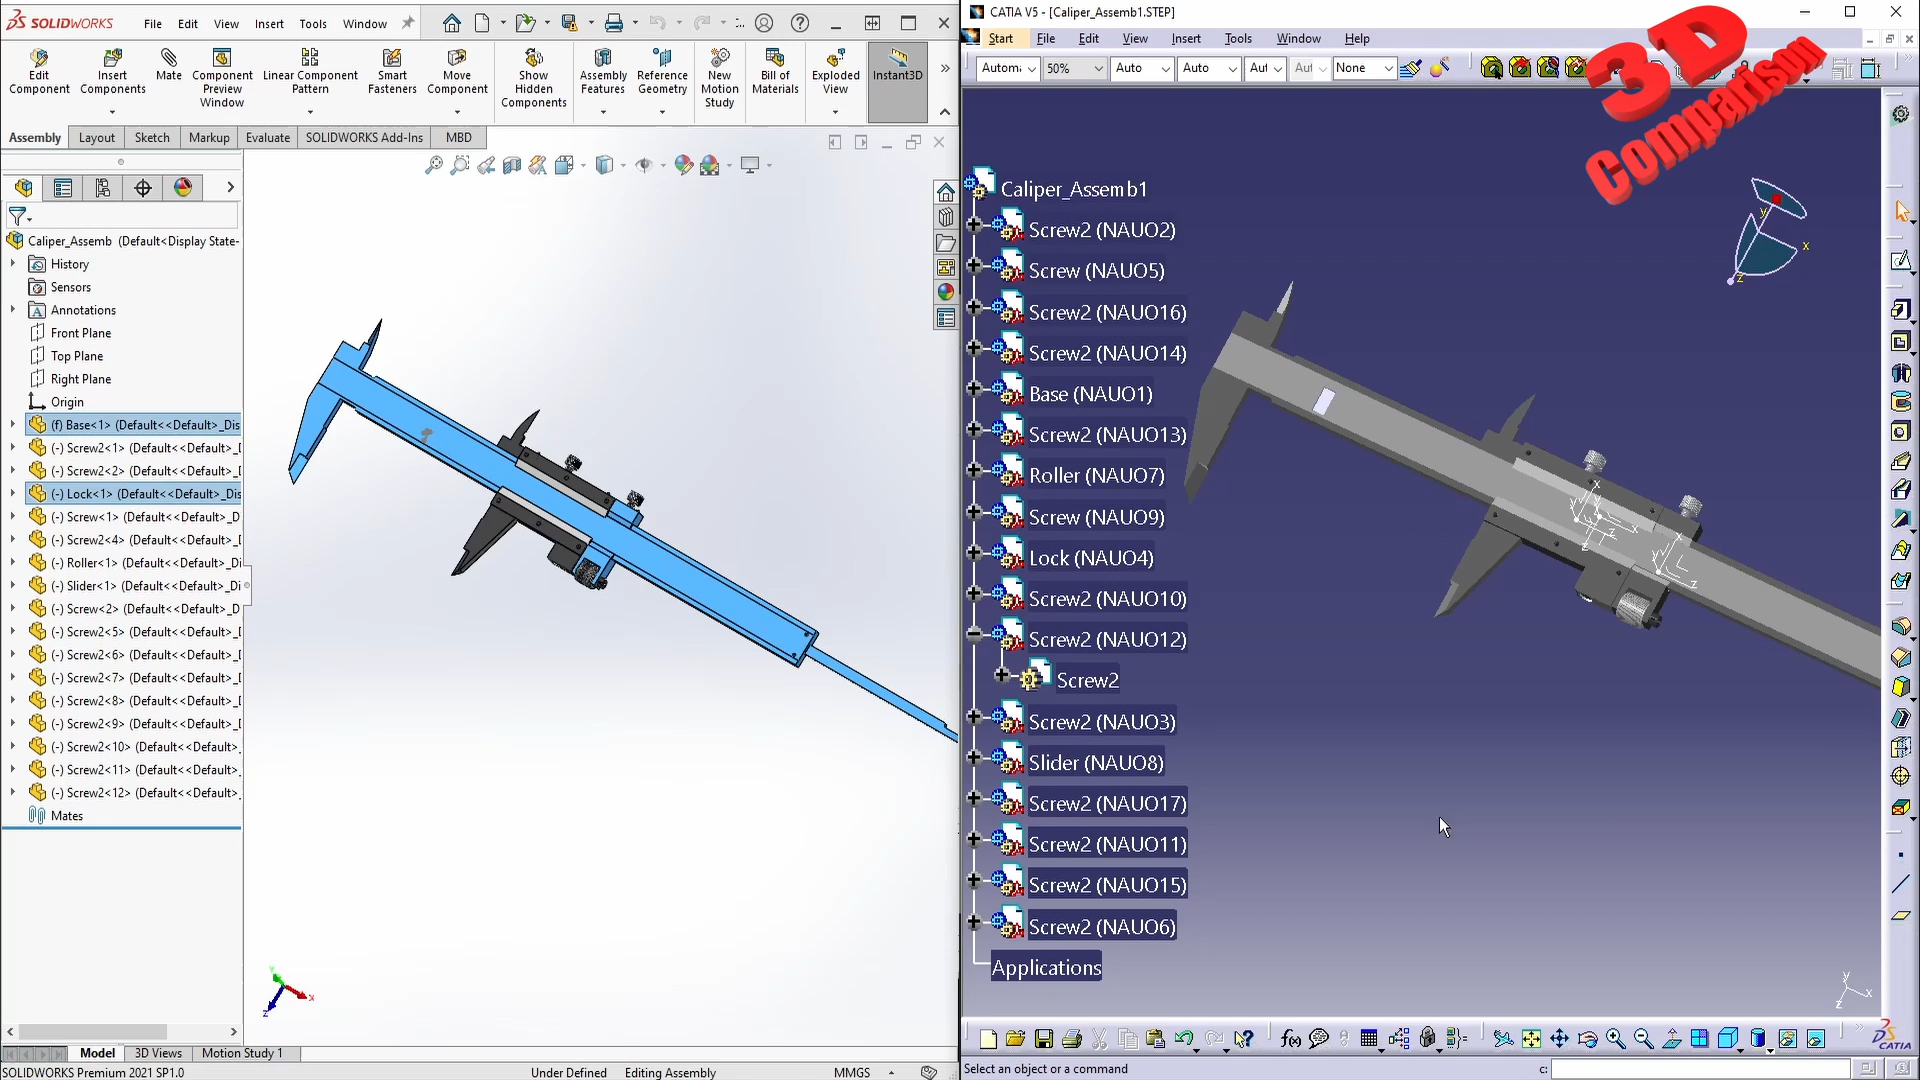 SOLIDWORKS
File Edit View Insert Tools Window
Edit Component
Insert Components
Mate
Component Preview Window
Linear Component Pattern
Smart Fasteners
Move Component
Show Hidden Components
Assembly Features
Reference Geometry
New Motion Study
Bill of Materials
Exploded View
Instant3D
Assembly Layout Sketch Markup Evaluate SOLIDWORKS Add-Ins MBD
Caliper_Assemb (Default<Display State-
History
Sensors
Annotations
Front Plane
Top Plane
Right Plane
Origin
(f) Base<1> (Default<<Default>_Dis
(-) Screw2<1> (Default<<Default>_
(-) Screw2<2> (Default<<Default>_
(-) Lock<1> (Default<<Default>_Dis
(-) Screw<1> (Default<<Default>_D
(-) Screw2<4> (Default<<Default>_
(-) Roller<1> (Default<<Default>_D
(-) Slider<1> (Default<<Default>_Di
(-) Screw<2> (Default<<Default>_D
(-) Screw2<5> (Default<<Default>_
(-) Screw2<6> (Default<<Default>_
(-) Screw2<7> (Default<<Default>_
(-) Screw2<8> (Default<<Default>_
(-) Screw2<9> (Default<<Default>_
(-) Screw2<10> (Default<<Default>
(-) Screw2<11> (Default<<Default>
(-) Screw2<12> (Default<<Default>
Mates
Y X Z
Model 3D Views Motion Study 1
SOLIDWORKS Premium 2021 SP1.0 Under Defined Editing Assembly MMGS
CATIA V5 - [Caliper_Assemb1.STEP]
Start File Edit View Insert Tools Window Help
Autom 50% Auto Auto Aut Aut None
3D
Comparison
Caliper_Assemb1
Screw2 (NAUO2)
Screw (NAUO5)
Screw2 (NAUO16)
Screw2 (NAUO14)
Base (NAUO1)
Screw2 (NAUO13)
Roller (NAUO7)
Screw (NAUO9)
Lock (NAUO4)
Screw2 (NAUO10)
Screw2 (NAUO12)
Screw2
Screw2 (NAUO3)
Slider (NAUO8)
Screw2 (NAUO17)
Screw2 (NAUO11)
Screw2 (NAUO15)
Screw2 (NAUO6)
Applications
y x z
y x z
f(x)
CATIA
Select an object or a command c: